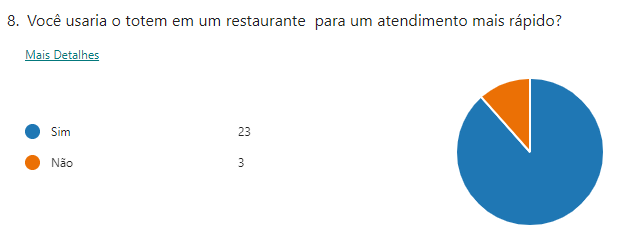 8. Você usaria o totem em um restaurante para um atendimento mais rápido?
Mais Detalhes
Sim 23
Não 3